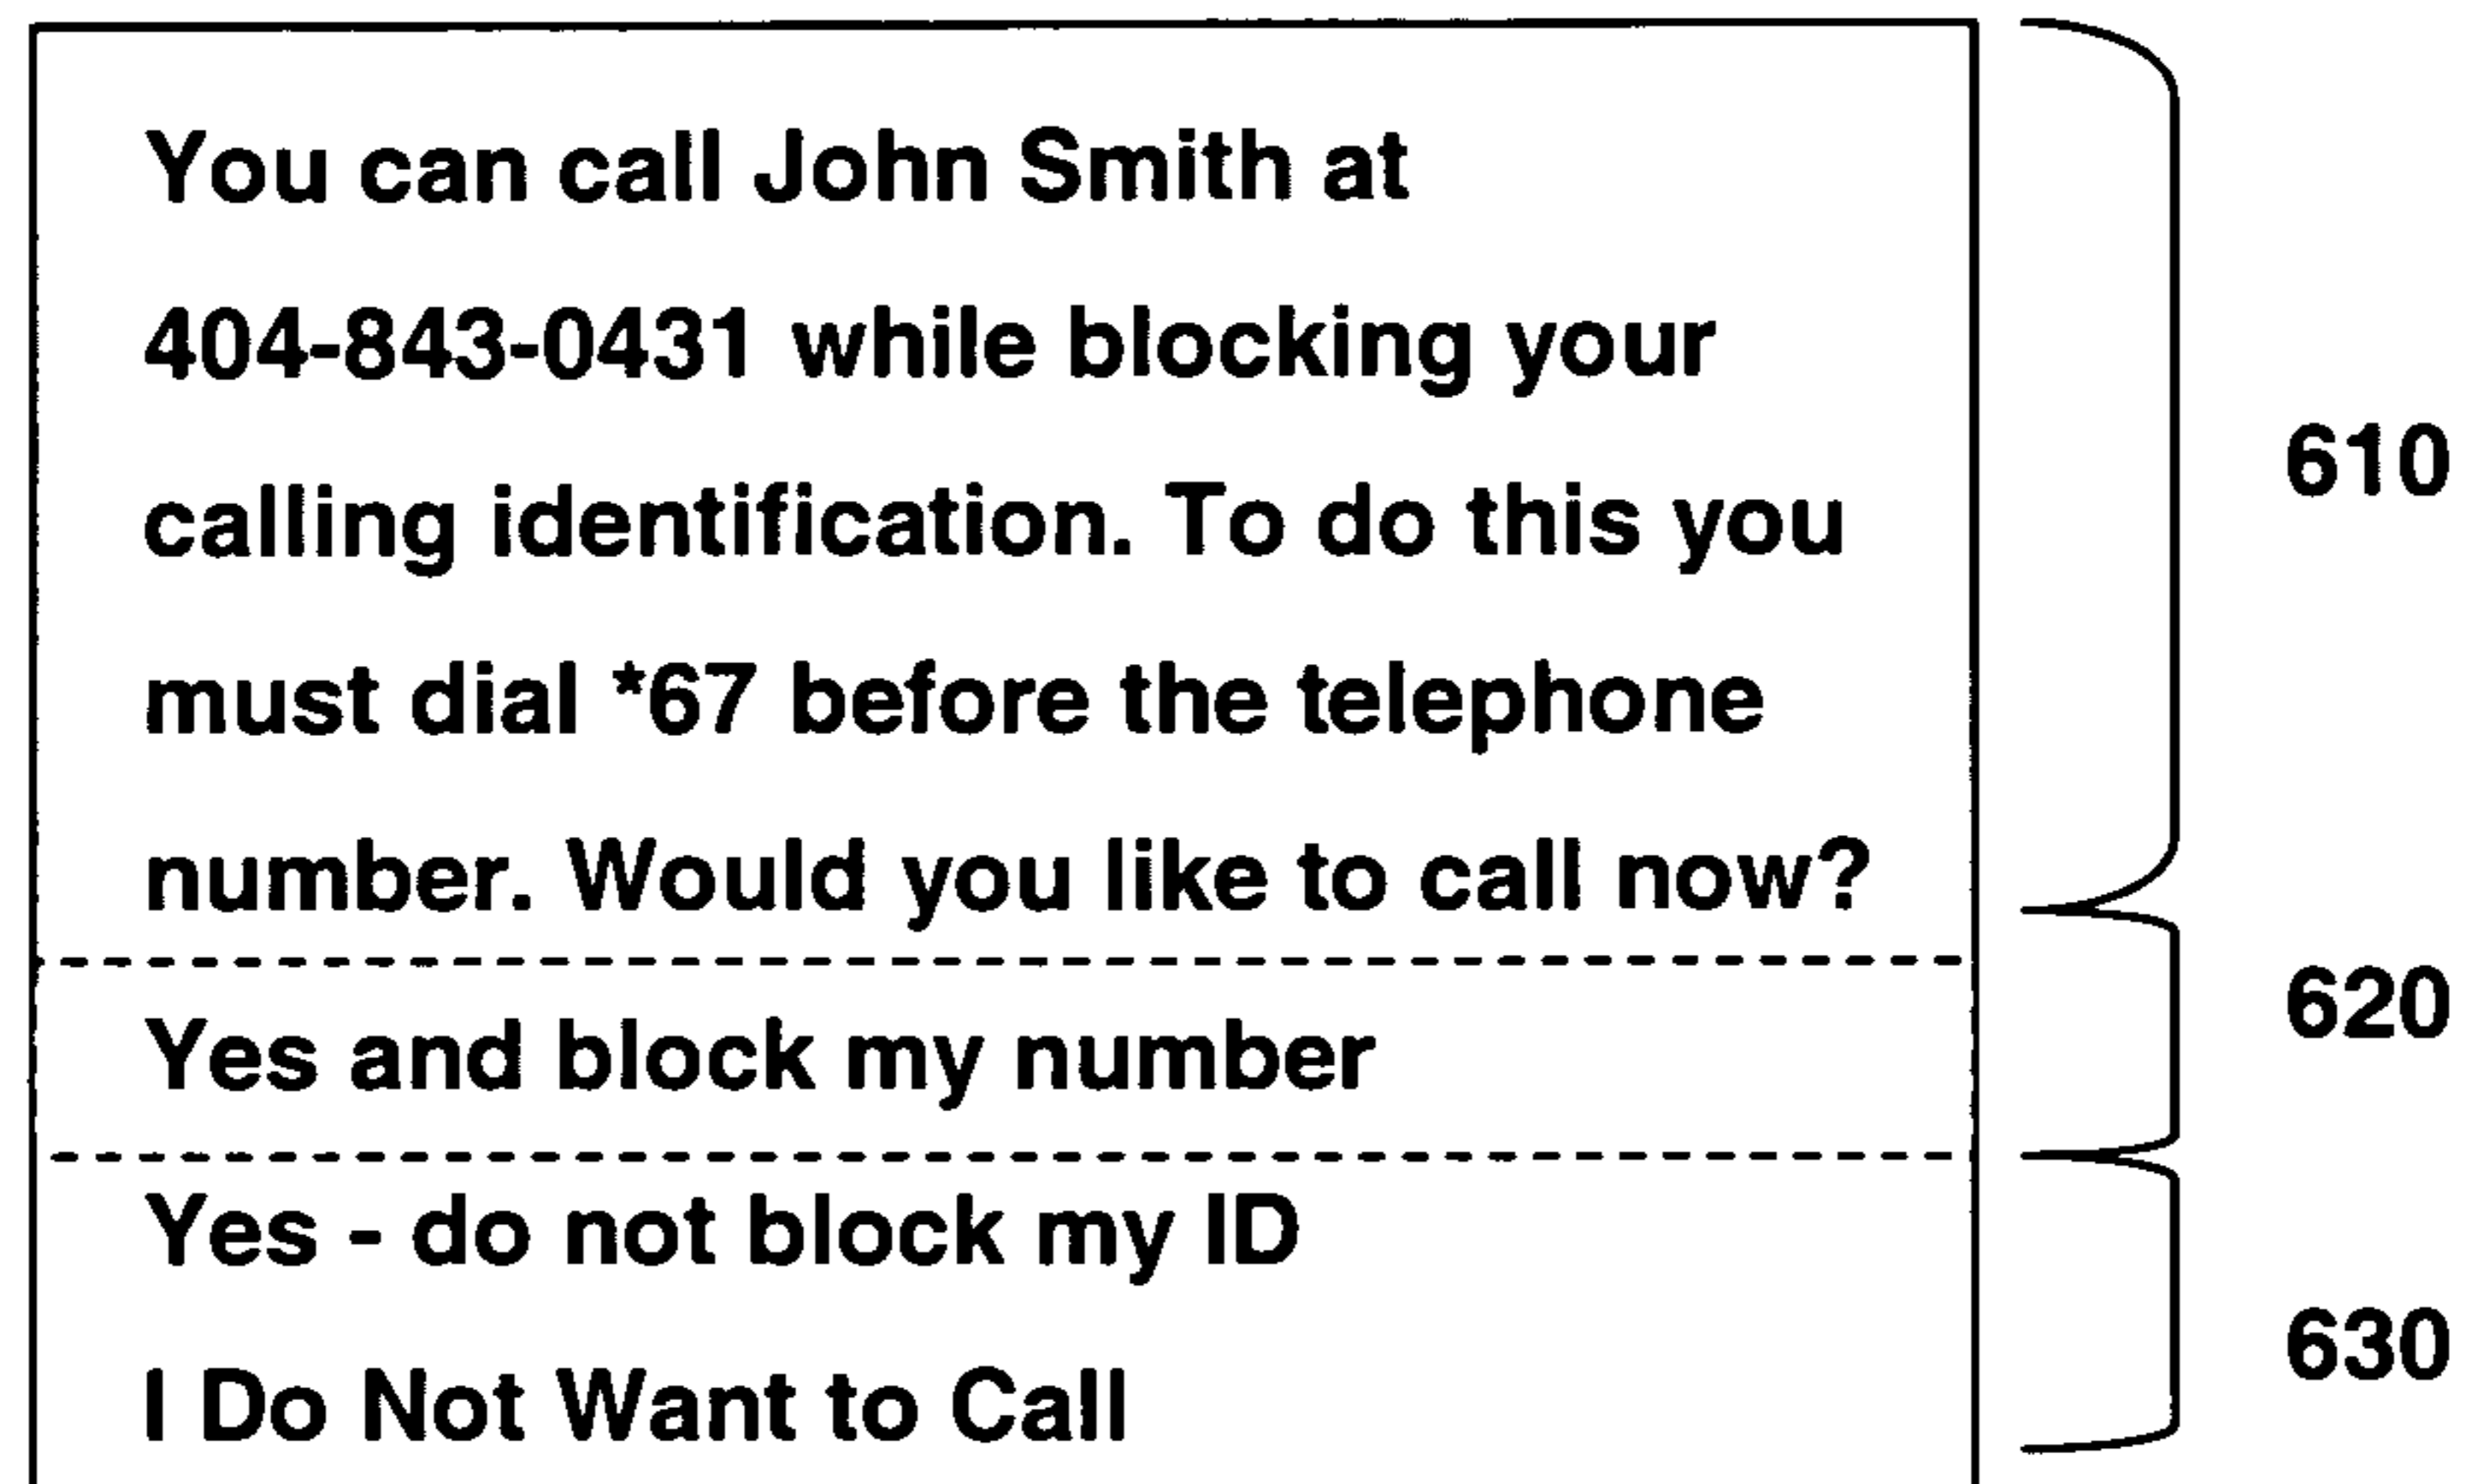 You can call John Smith at
404-843-0431 while blocking your
calling identification. To do this you
must dial *67 before the telephone
number. Would you like to call now?
610
Yes and block my number
620
Yes - do not block my ID
I Do Not Want to Call
630